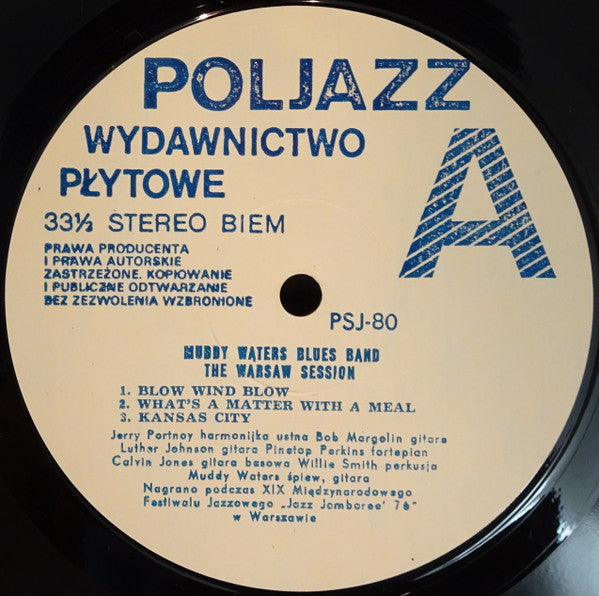 POLJAZZ
WYDAWNICTWO
PŁYTOWE
A
33⅓ STEREO BIEM
PRAWA PRODUCENTA
I PRAWA AUTORSKIE
ZASTRZEŻONE. KOPIOWANIE
I PUBLICZNE ODTWARZANIE
BEZ ZEZWOLENIA WZBRONIONE
PSJ-80
MUDDY WATERS BLUES BAND
THE WARSAW SESSION
1. BLOW WIND BLOW
2. WHAT'S A MATTER WITH A MEAL
3. KANSAS CITY
Jerry Portnoy harmonijka ustna Bob Margolin gitara
Luther Johnson gitara Pinetop Perkins fortepian
Calvin Jones gitara basowa Willie Smith perkusja
Muddy Waters śpiew, gitara
Nagrano podczas XIX Międzynarodowego
Festiwalu Jazzowego „Jazz Jamboree' 76"
w Warszawie